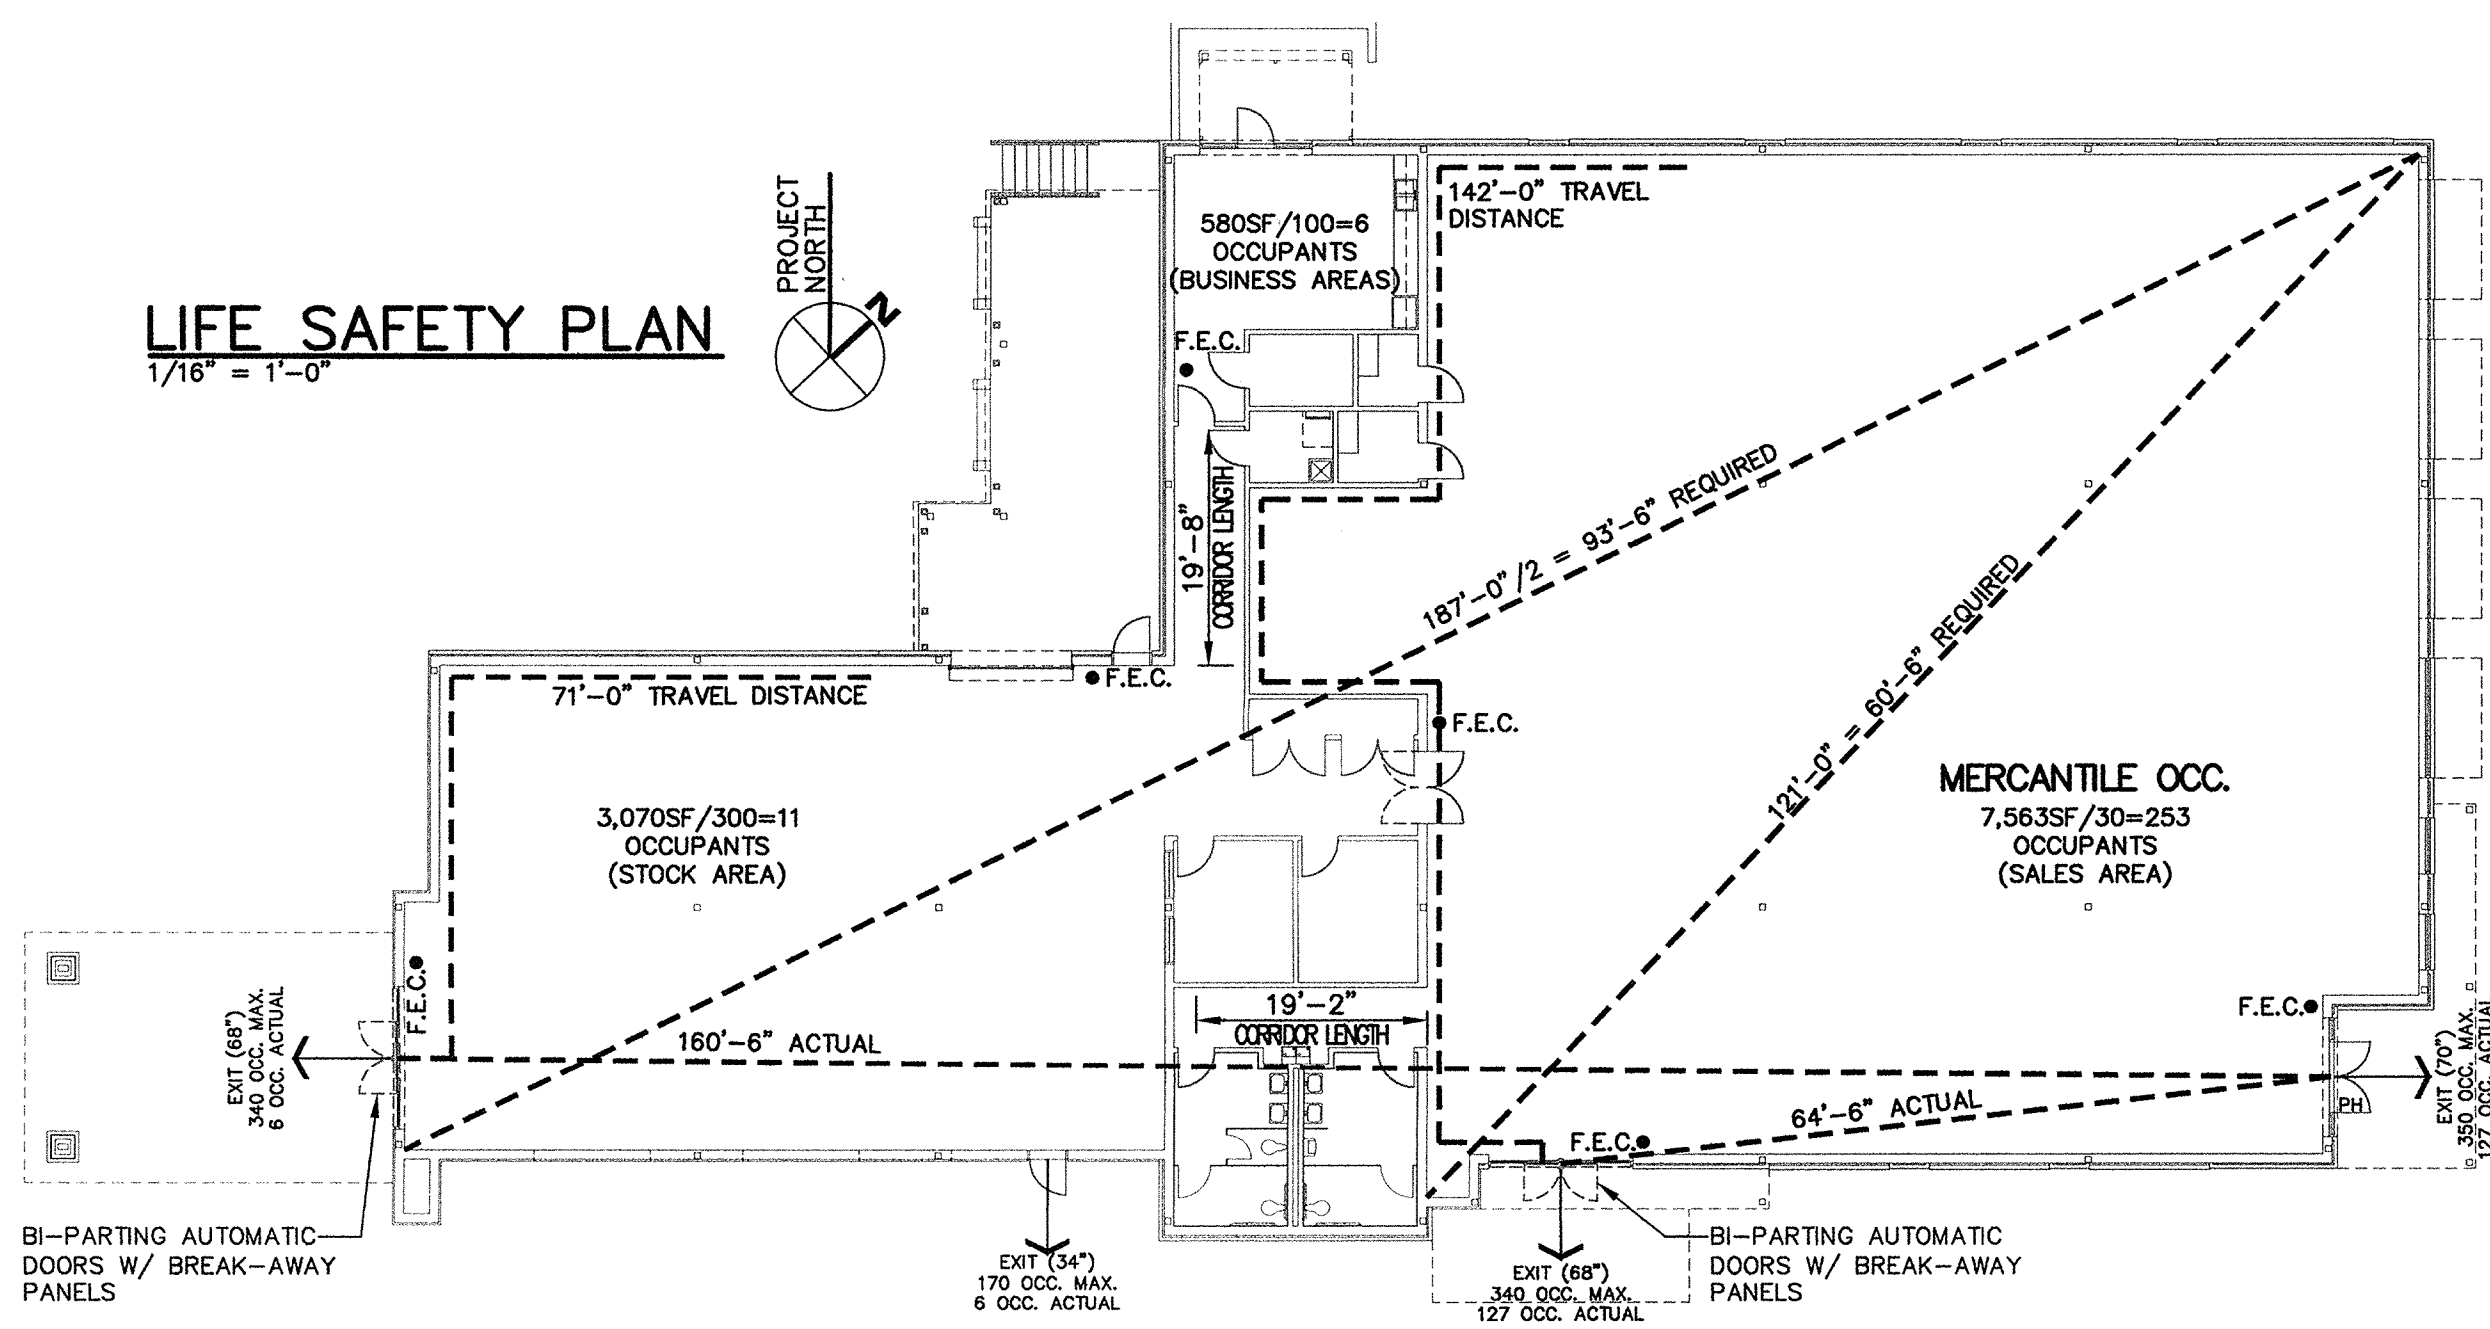 LIFE SAFETY PLAN
1/16" = 1'-0"
PROJECT
NORTH
N
142'-0" TRAVEL
DISTANCE
580SF/100=6
OCCUPANTS
(BUSINESS AREAS)
F.E.C.
19'-8"
CORRIDOR LENGTH
187'-0"/2 = 93'-6" REQUIRED
121'-0" = 60'-6" REQUIRED
71'-0" TRAVEL DISTANCE
F.E.C.
F.E.C.
MERCANTILE OCC.
7,563SF/30=253
OCCUPANTS
(SALES AREA)
3,070SF/300=11
OCCUPANTS
(STOCK AREA)
F.E.C.
EXIT (68")
340 OCC. MAX.
6 OCC. ACTUAL
160'-6" ACTUAL
19'-2"
CORRIDOR LENGTH
F.E.C.
64'-6" ACTUAL
PH
EXIT (70")
350 OCC. MAX.
127 OCC. ACTUAL
F.E.C.
BI-PARTING AUTOMATIC
DOORS W/ BREAK-AWAY
PANELS
EXIT (34")
170 OCC. MAX.
6 OCC. ACTUAL
EXIT (68")
340 OCC. MAX.
127 OCC. ACTUAL
BI-PARTING AUTOMATIC
DOORS W/ BREAK-AWAY
PANELS